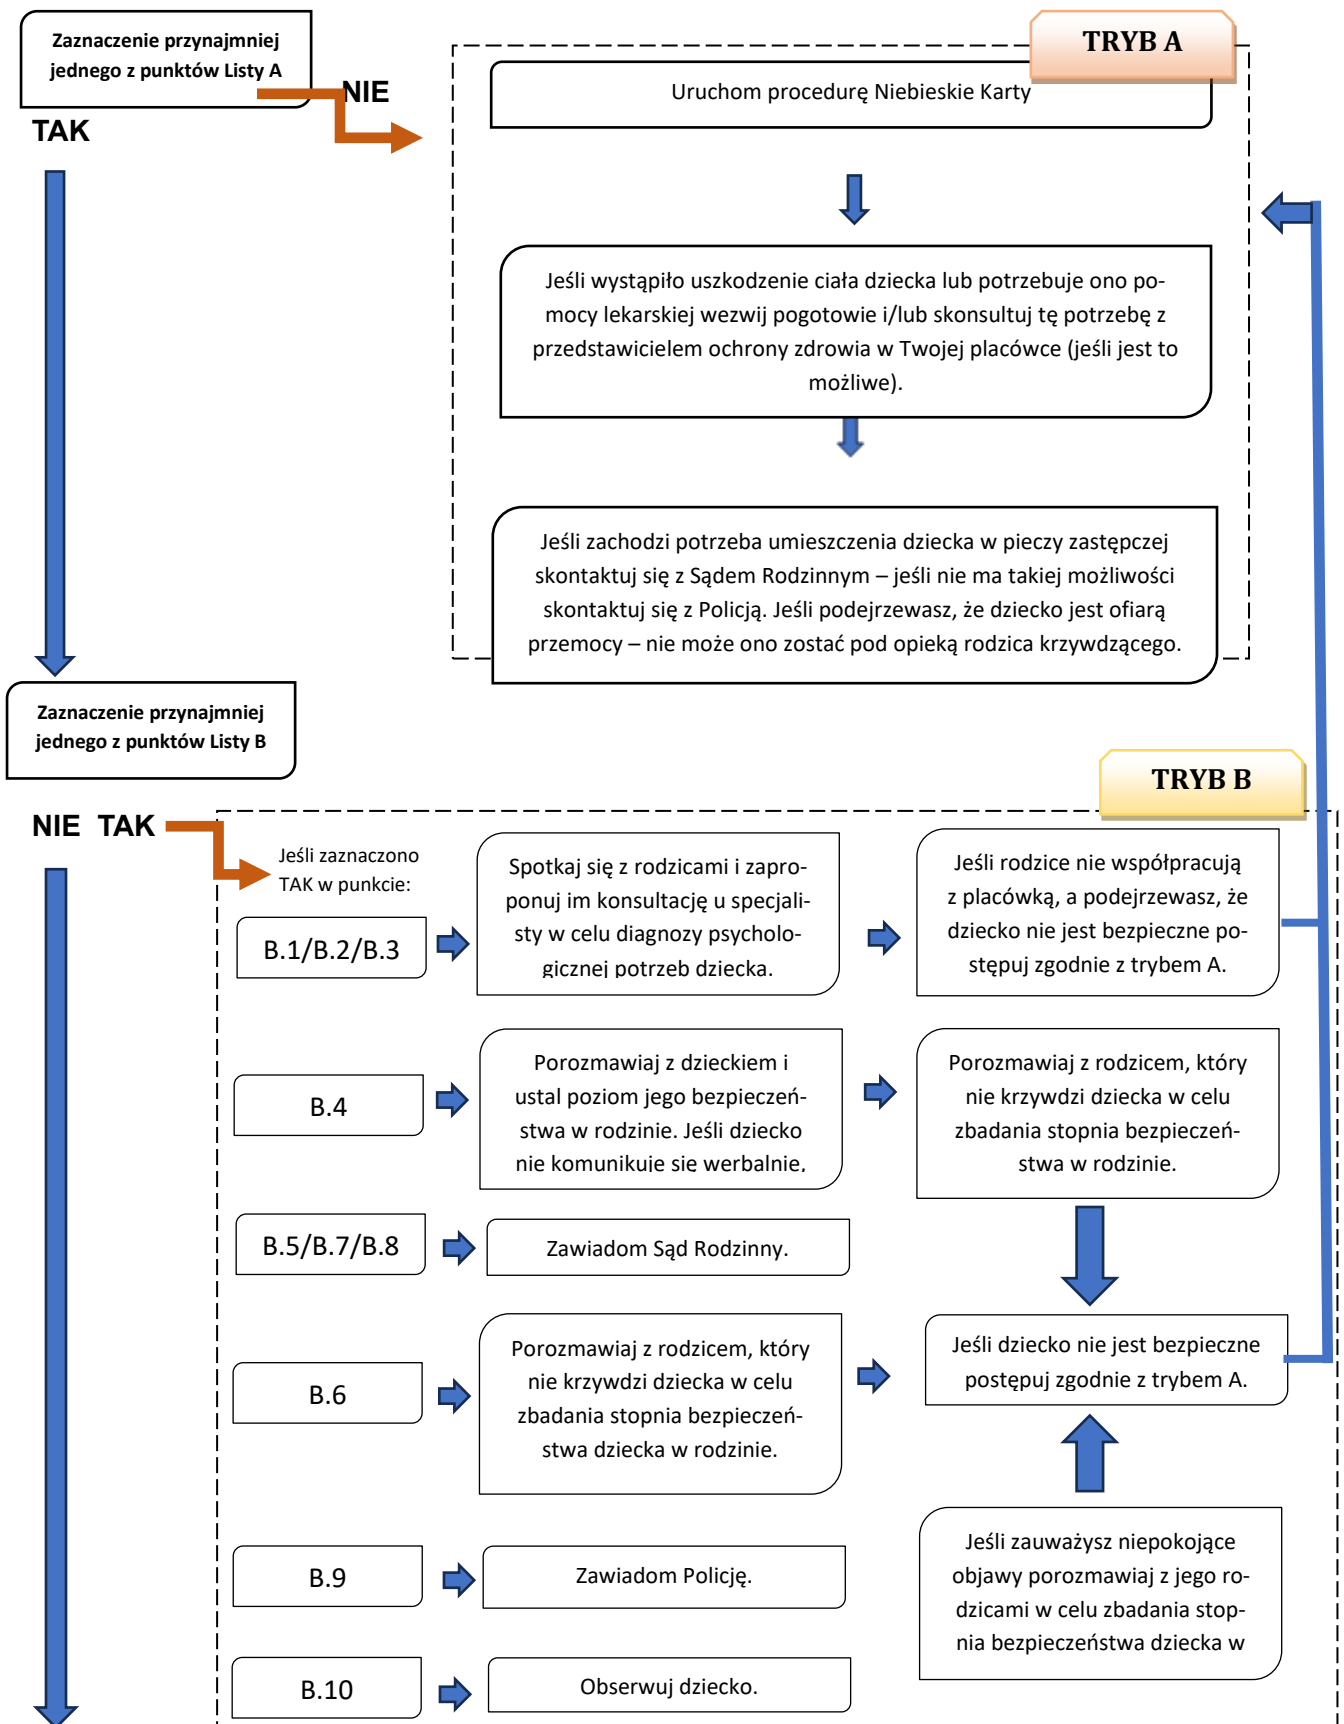 Zaznaczenie przynajmniej
jednego z punktów Listy A
NIE
TAK
TRYB A
Uruchom procedurę Niebieskie Karty
Jeśli wystąpiło uszkodzenie ciała dziecka lub potrzebuje ono po-
mocy lekarskiej wezwij pogotowie i/lub skonsultuj tę potrzebę z
przedstawicielem ochrony zdrowia w Twojej placówce (jeśli jest to
możliwe).
Jeśli zachodzi potrzeba umieszczenia dziecka w pieczy zastępczej
skontaktuj się z Sądem Rodzinnym – jeśli nie ma takiej możliwości
skontaktuj się z Policją. Jeśli podejrzewasz, że dziecko jest ofiarą
przemocy – nie może ono zostać pod opieką rodzica krzywdzącego.
Zaznaczenie przynajmniej
jednego z punktów Listy B
TRYB B
NIE TAK
Jeśli zaznaczono
TAK w punkcie:
B.1/B.2/B.3
Spotkaj się z rodzicami i zapro-
ponuj im konsultację u specjali-
sty w celu diagnozy psycholo-
gicznej potrzeb dziecka.
Jeśli rodzice nie współpracują
z placówką, a podejrzewasz, że
dziecko nie jest bezpieczne po-
stępuj zgodnie z trybem A.
B.4
Porozmawiaj z dzieckiem i
ustal poziom jego bezpieczeń-
stwa w rodzinie. Jeśli dziecko
nie komunikuje się werbalnie,
Porozmawiaj z rodzicem, który
nie krzywdzi dziecka w celu
zbadania stopnia bezpieczeń-
stwa w rodzinie.
B.5/B.7/B.8
Zawiadom Sąd Rodzinny.
B.6
Porozmawiaj z rodzicem, który
nie krzywdzi dziecka w celu
zbadania stopnia bezpieczeń-
stwa dziecka w rodzinie.
Jeśli dziecko nie jest bezpieczne
postępuj zgodnie z trybem A.
B.9
Zawiadom Policję.
Jeśli zauważysz niepokojące
objawy porozmawiaj z jego ro-
dzicami w celu zbadania stop-
nia bezpieczeństwa dziecka w
B.10
Obserwuj dziecko.